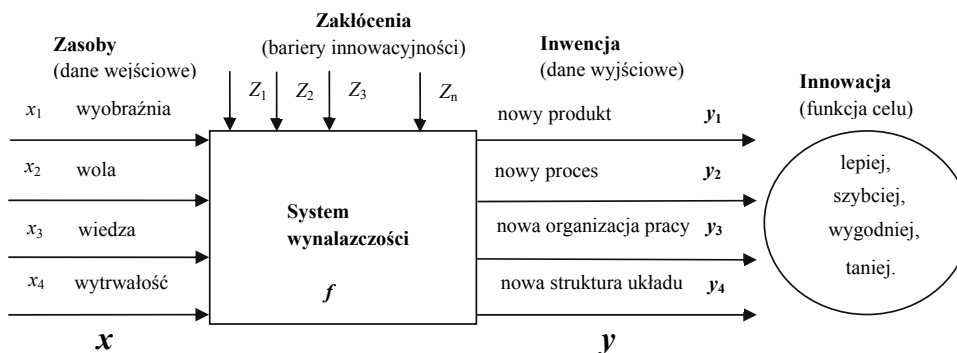 Zakłócenia
(bariery innowacyjności)
Zasoby
(dane wejściowe)
Inwencja
(dane wyjściowe)
Innowacja
(funkcja celu)
Z1 Z2 Z3 Zn
x1 wyobraźnia
x2 wola
x3 wiedza
x4 wytrwałość
x
System
wynalazczości
f
nowy produkt y1
nowy proces y2
nowa organizacja pracy y3
nowa struktura układu y4
y
lepiej,
szybciej,
wygodniej,
taniej.